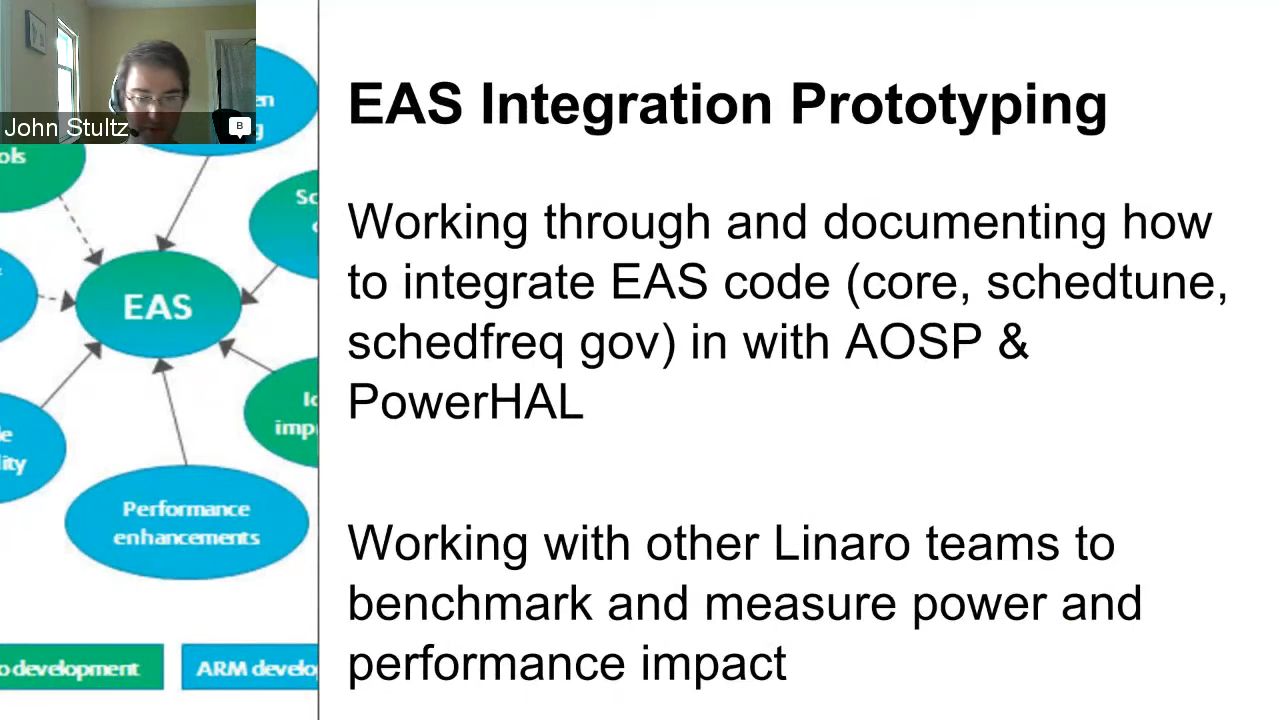 EAS Integration Prototyping
John Stultz
B
Working through and documenting how
to integrate EAS code (core, schedtune,
schedfreq gov) in with AOSP &
PowerHAL
EAS
Performance
enhancements
Working with other Linaro teams to
benchmark and measure power and
performance impact
development
ARM